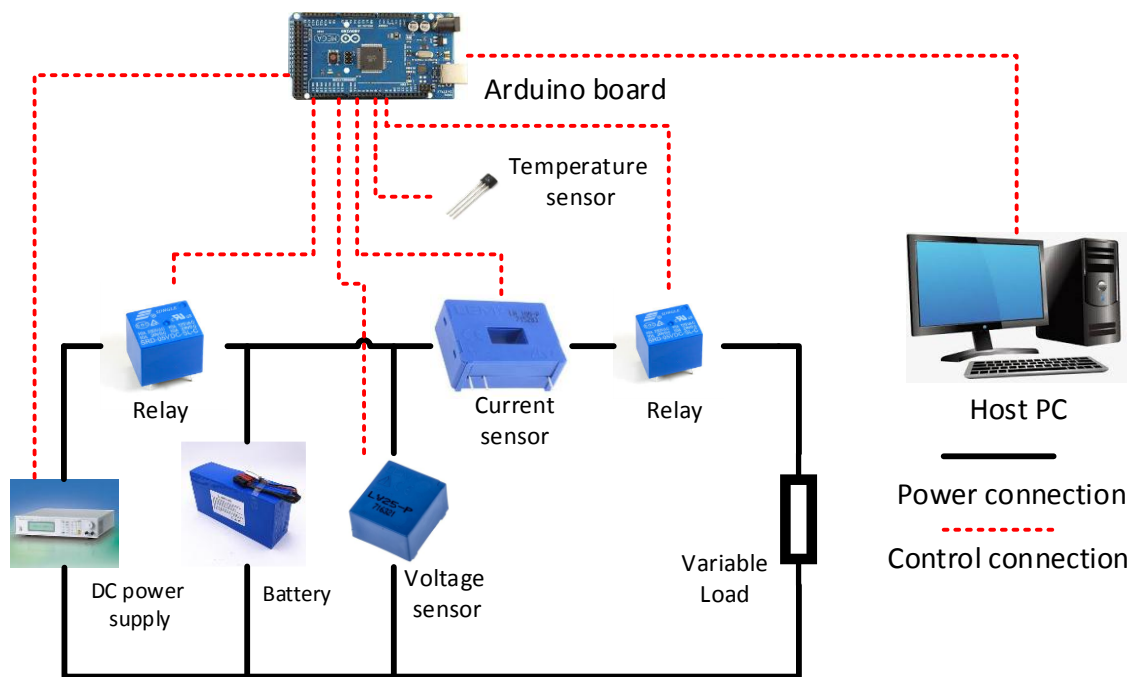 Arduino board
Temperature
sensor
Relay
Current
sensor
Relay
Host PC
Power connection
Control connection
DC power
supply
Battery
LV25-P
Voltage
sensor
Variable
Load